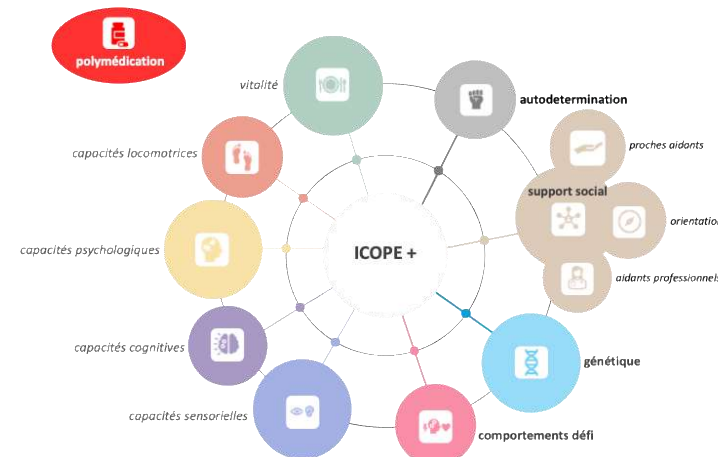 polymédication
vitalité
autodetermination
capacités locomotrices
proches aidants
support social
orientation
capacités psychologiques
ICOPE +
aidants professionnels
capacités cognitives
génétique
capacités sensorielles
comportements défi